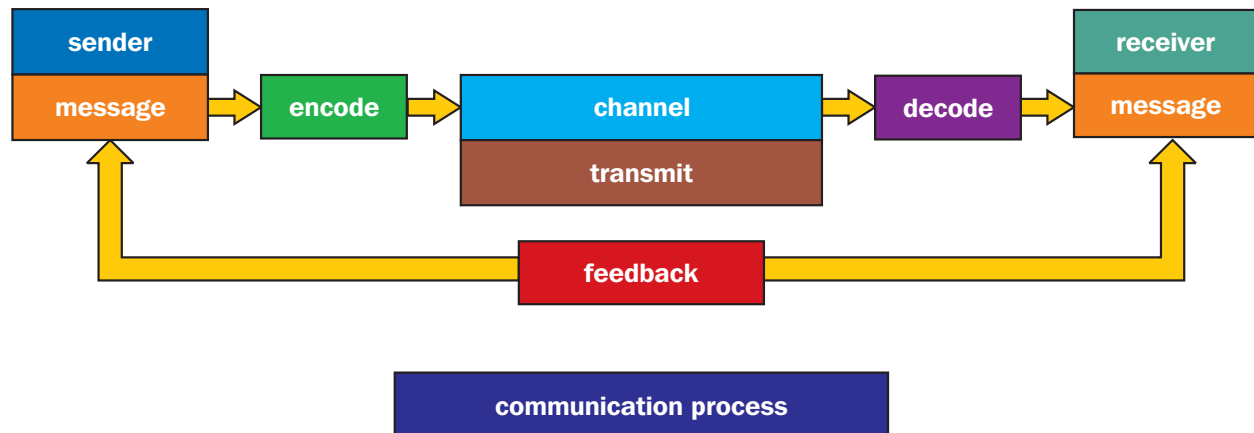 sender
receiver
message
encode
channel
decode
message
transmit
feedback
communication process